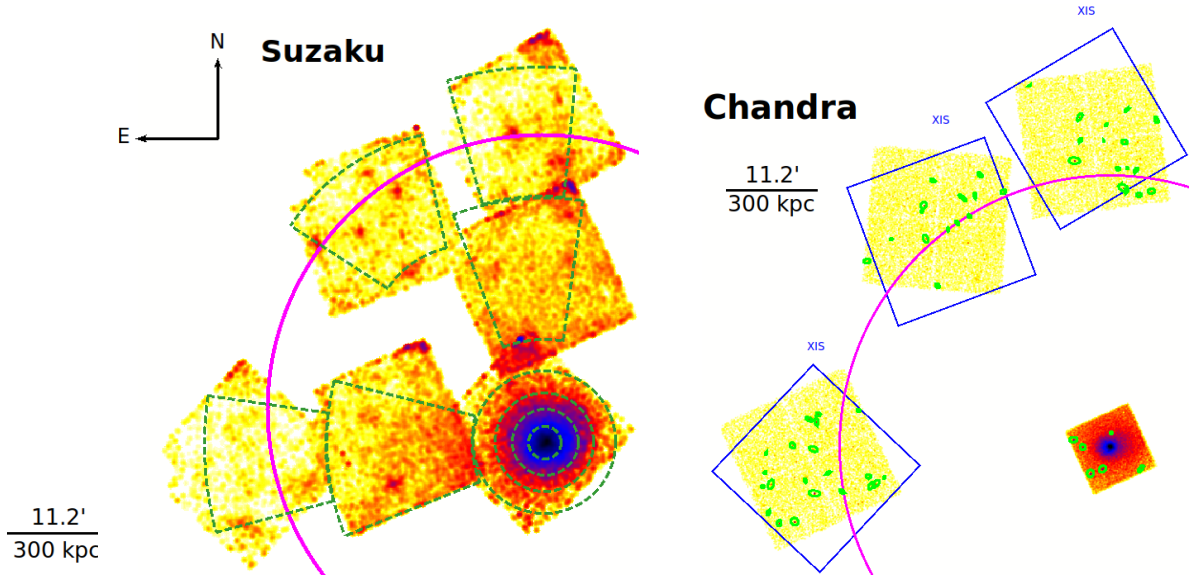 N
Suzaku
E
11.2'
300 kpc
XIS
Chandra
XIS
11.2'
300 kpc
XIS